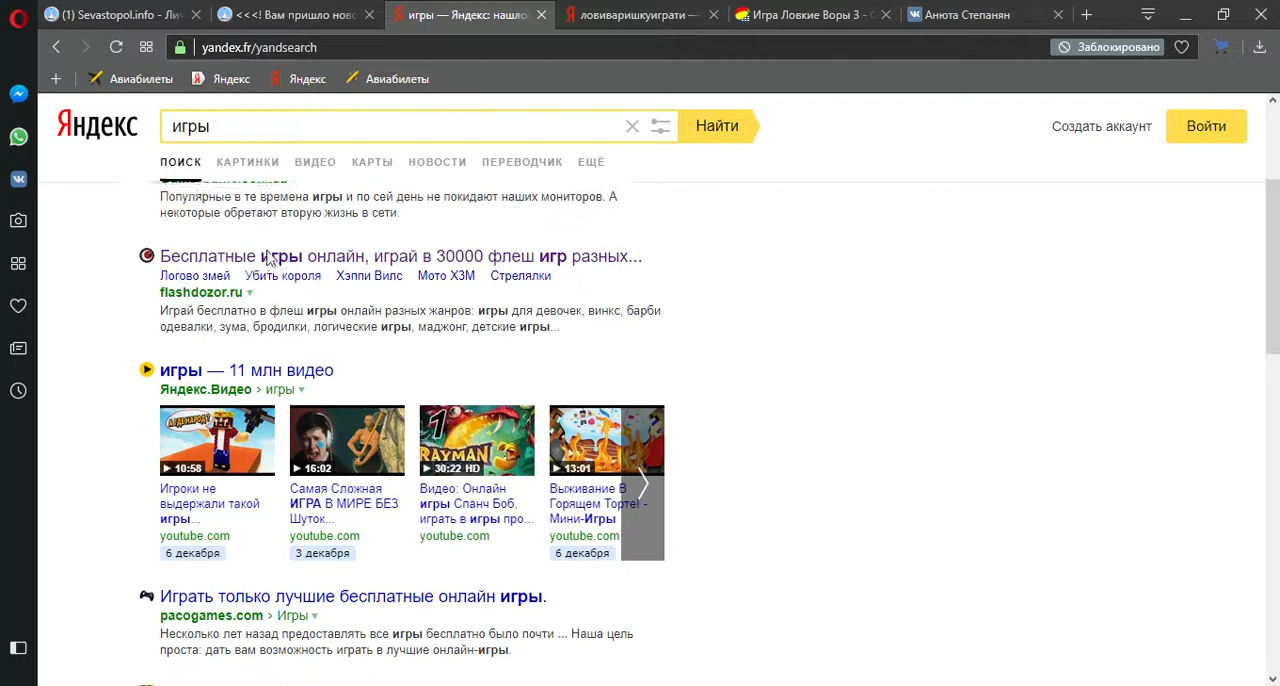 (1) Sevastopol.info - Лич
<<<! Вам пришло ново
игры — Яндекс: нашло
ловиваришкуиграти —
Игра Ловкие Воры 3 -
Анюта Степанян
yandex.fr/yandsearch
Заблокировано
Авиабилеты
Яндекс
Яндекс
Авиабилеты
Яндекс
игры
Найти
Создать аккаунт
Войти
ПОИСК КАРТИНКИ ВИДЕО КАРТЫ НОВОСТИ ПЕРЕВОДЧИК ЕЩЁ
Популярные в те времена игры и по сей день не покидают наших мониторов. А
некоторые обретают вторую жизнь в сети.
Бесплатные игры онлайн, играй в 30000 флеш игр разных...
Логово змей Убить короля Хэппи Вилс Мото Х3М Стрелялки
flashdozor.ru
Играй бесплатно в флеш игры онлайн разных жанров: игры для девочек, винкс, барби
одевалки, зума, бродилки, логические игры, маджонг, детские игры...
игры — 11 млн видео
Яндекс.Видео > игры
10:58
Игроки не
выдержали такой
игры...
youtube.com
6 декабря
16:02
Самая Сложная
ИГРА В МИРЕ БЕЗ
Шуток...
youtube.com
3 декабря
1
RAYMAN
30:22 HD
Видео: Онлайн
игры Спанч Боб,
играть в игры про...
youtube.com
13:01
Выживание В
Горящем Торте! -
Мини-Игры
youtube.com
6 декабря
Играть только лучшие бесплатные онлайн игры.
pacogames.com > Игры
Несколько лет назад предоставлять все игры бесплатно было почти ... Наша цель
проста: дать вам возможность играть в лучшие онлайн-игры.